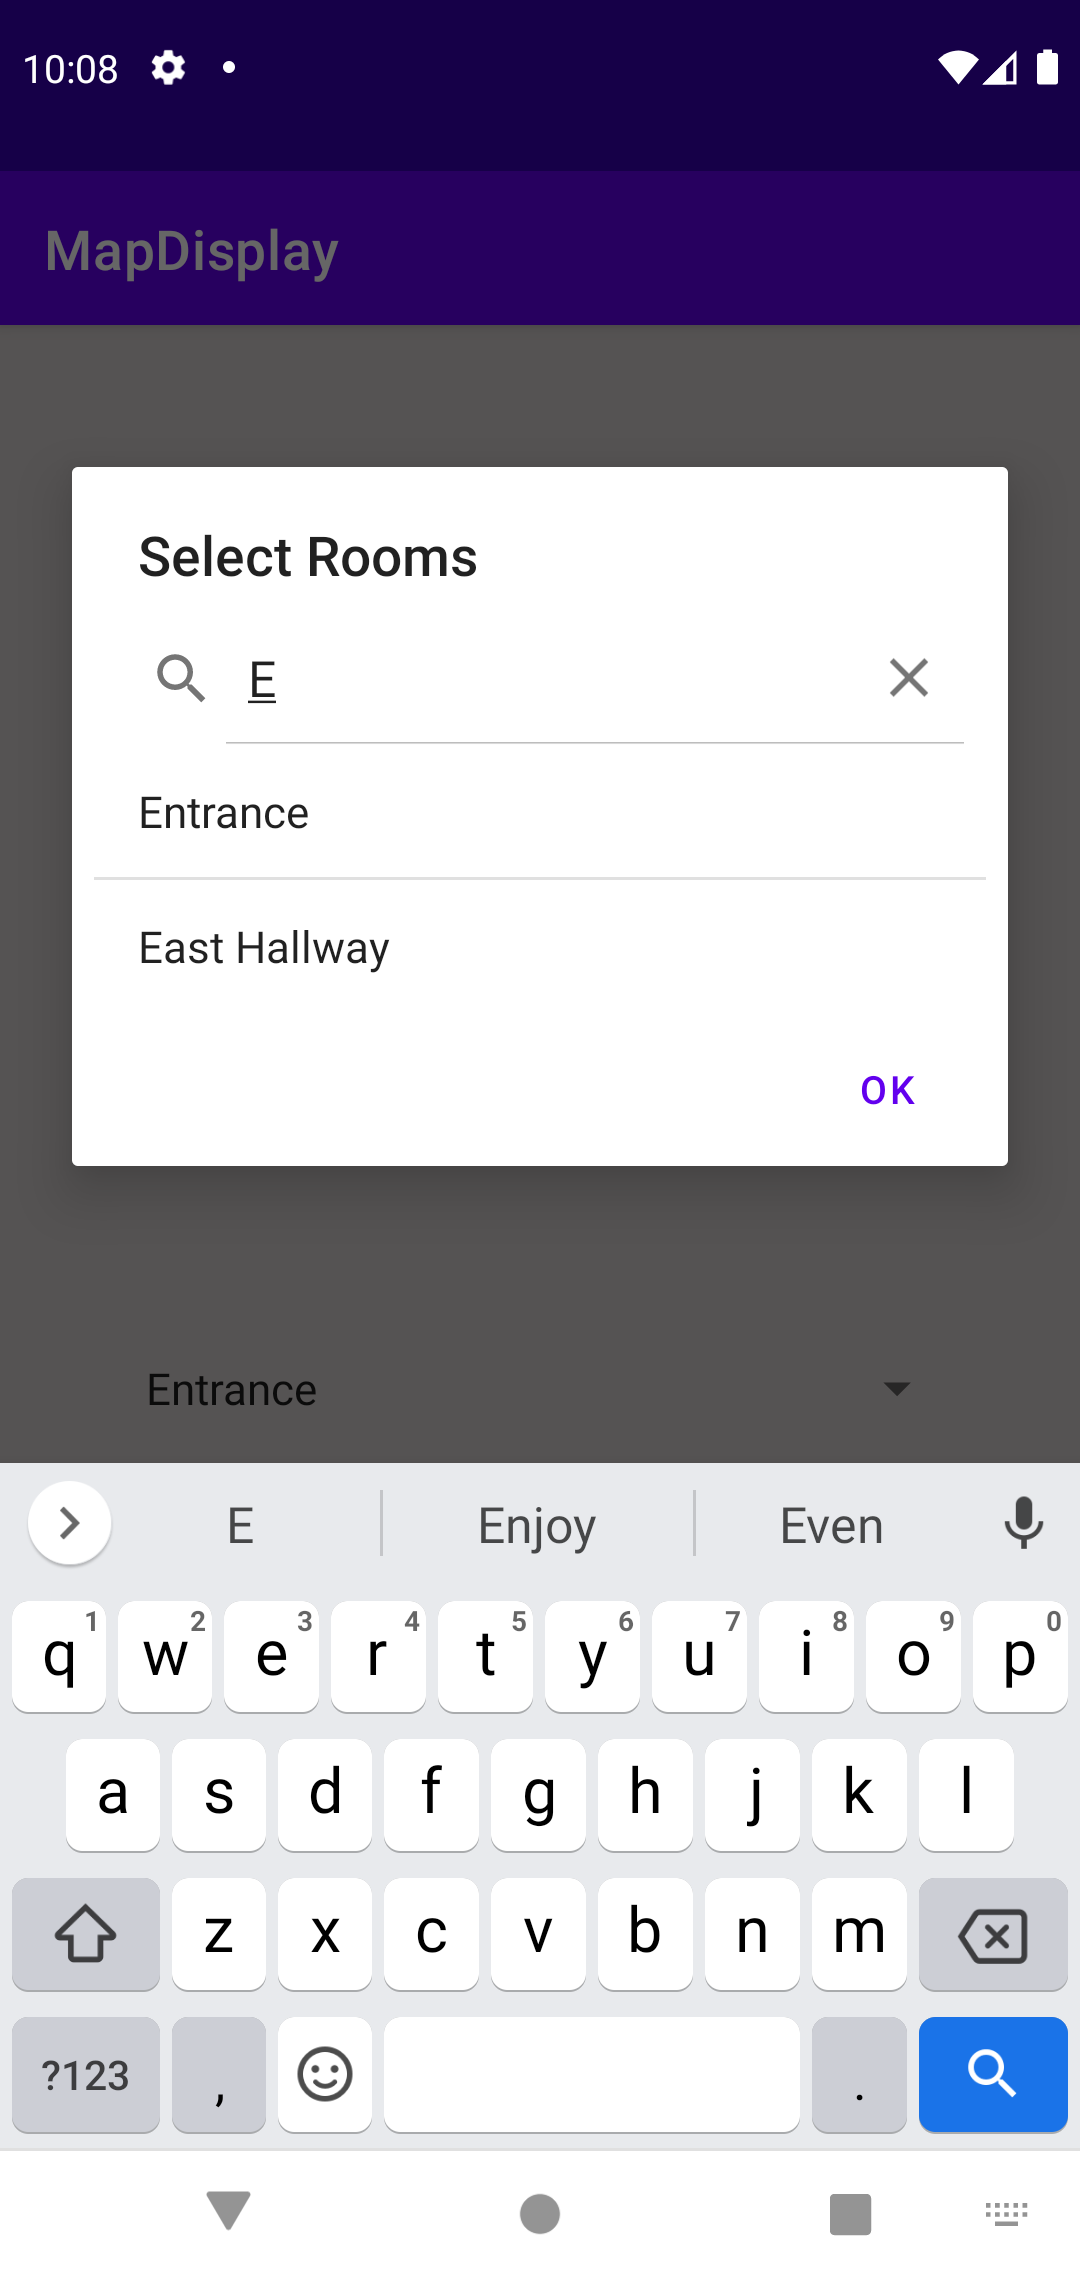 10:08
MapDisplay
Select Rooms
E
Entrance
East Hallway
OK
Entrance
E Enjoy Even
q 1 w 2 e 3 r 4 t 5 y 6 u 7 i 8 o 9 p 0
a s d f g h j k l
z x c v b n m
?123 , .